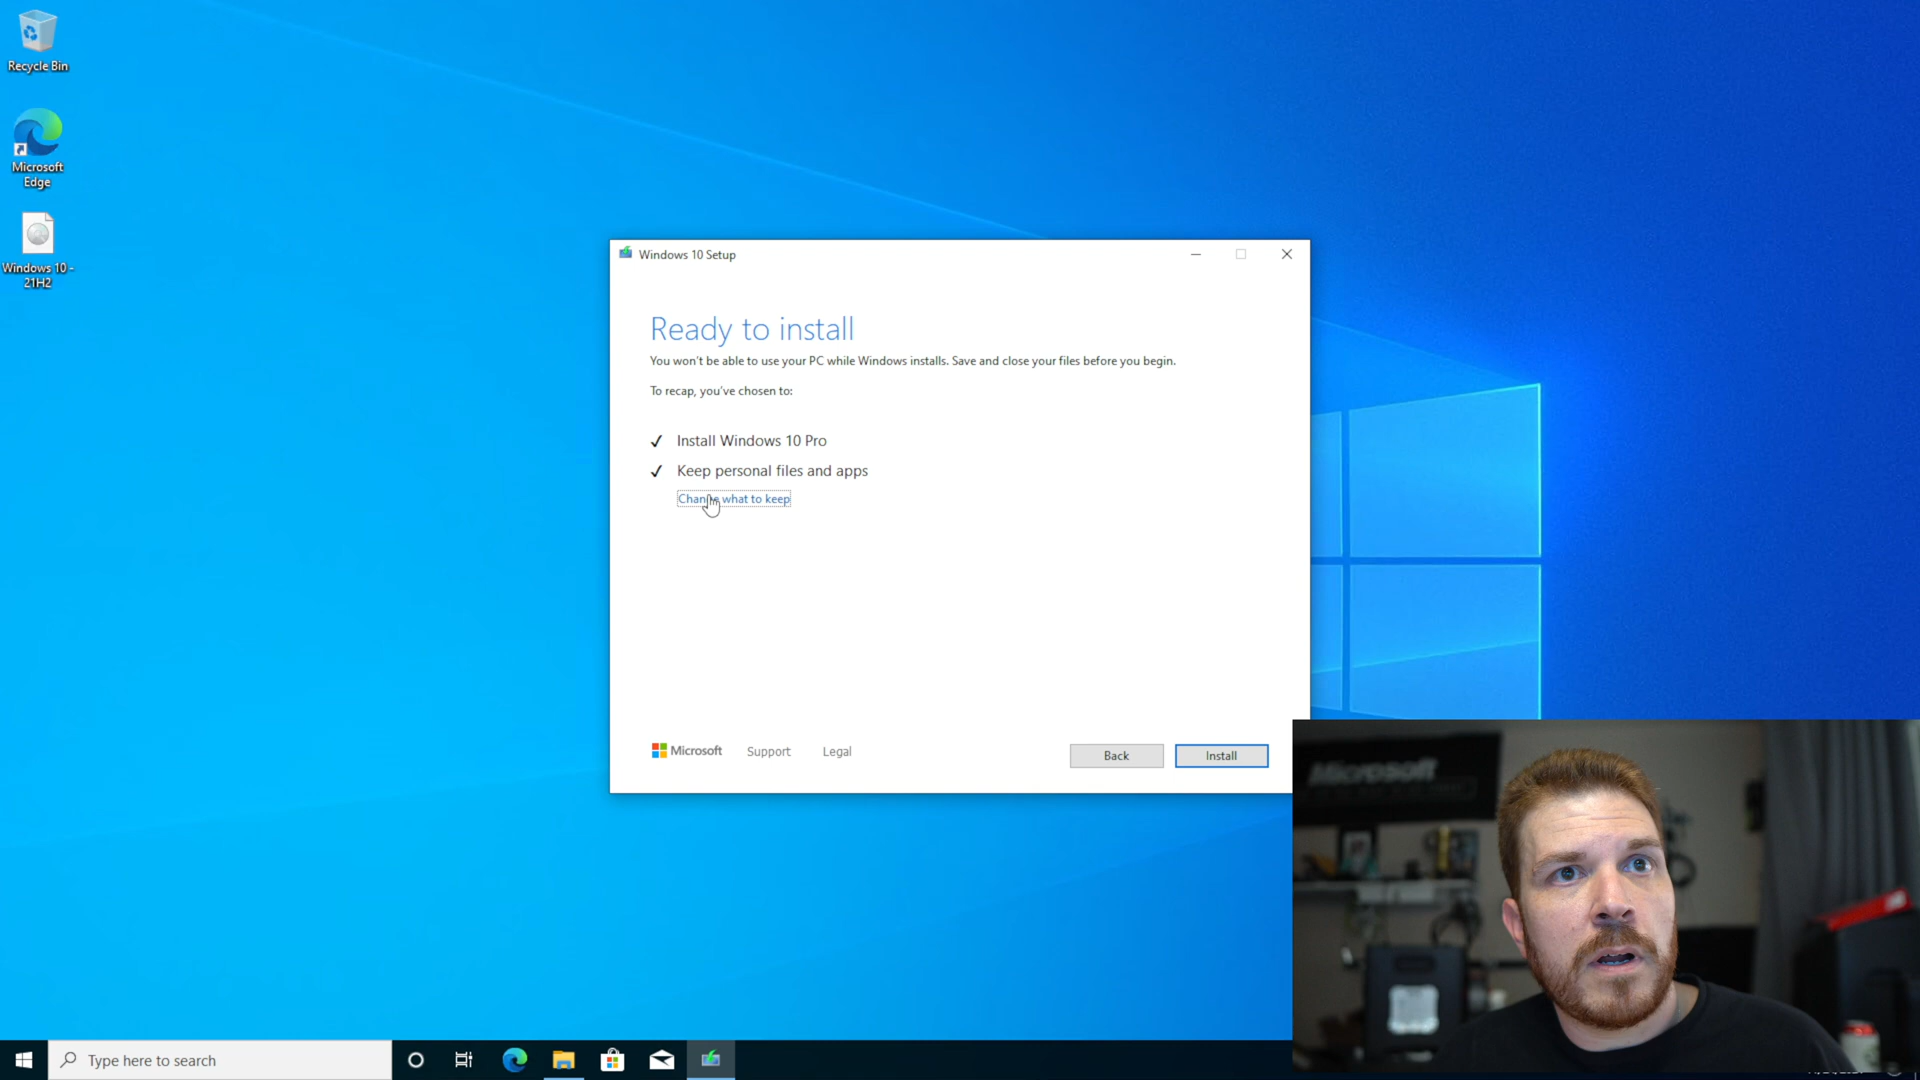 Recycle Bin
Microsoft
Edge
Windows 10 -
21H2
Windows 10 Setup
Ready to install
You won't be able to use your PC while Windows installs. Save and close your files before you begin.
To recap, you've chosen to:
✓ Install Windows 10 Pro
✓ Keep personal files and apps
Change what to keep
Microsoft Support Legal
Back Install
Microsoft
Type here to search